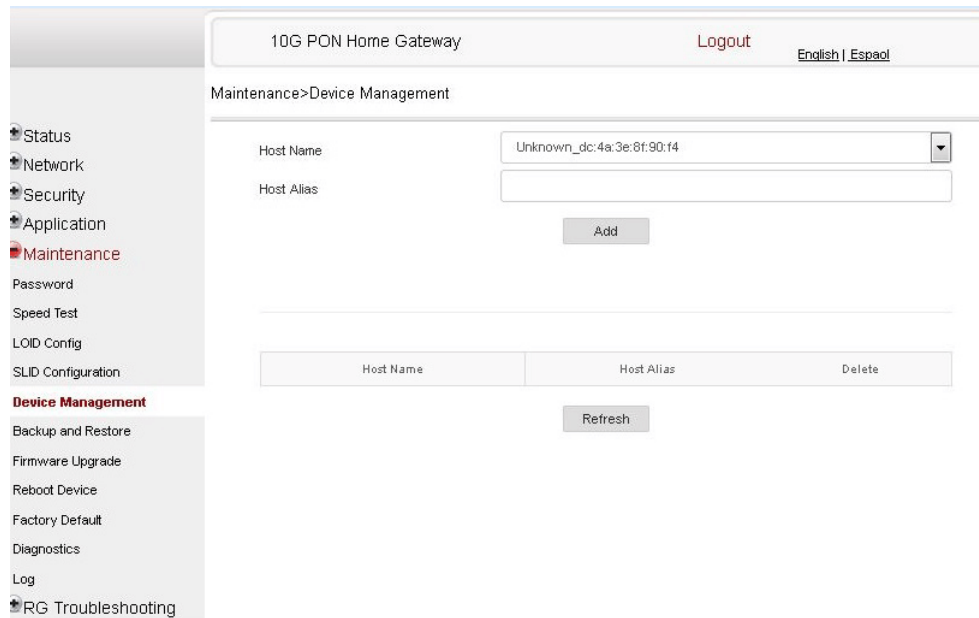 10G PON Home Gateway
Logout
English | Espaol
Maintenance>Device Management
Status
Network
Security
Application
Maintenance
Password
Speed Test
LOID Config
SLID Configuration
Device Management
Backup and Restore
Firmware Upgrade
Reboot Device
Factory Default
Diagnostics
Log
RG Troubleshooting
Host Name Unknown_dc:4a:3e:8f:90:f4
Host Alias
Add
Host Name Host Alias Delete
Refresh